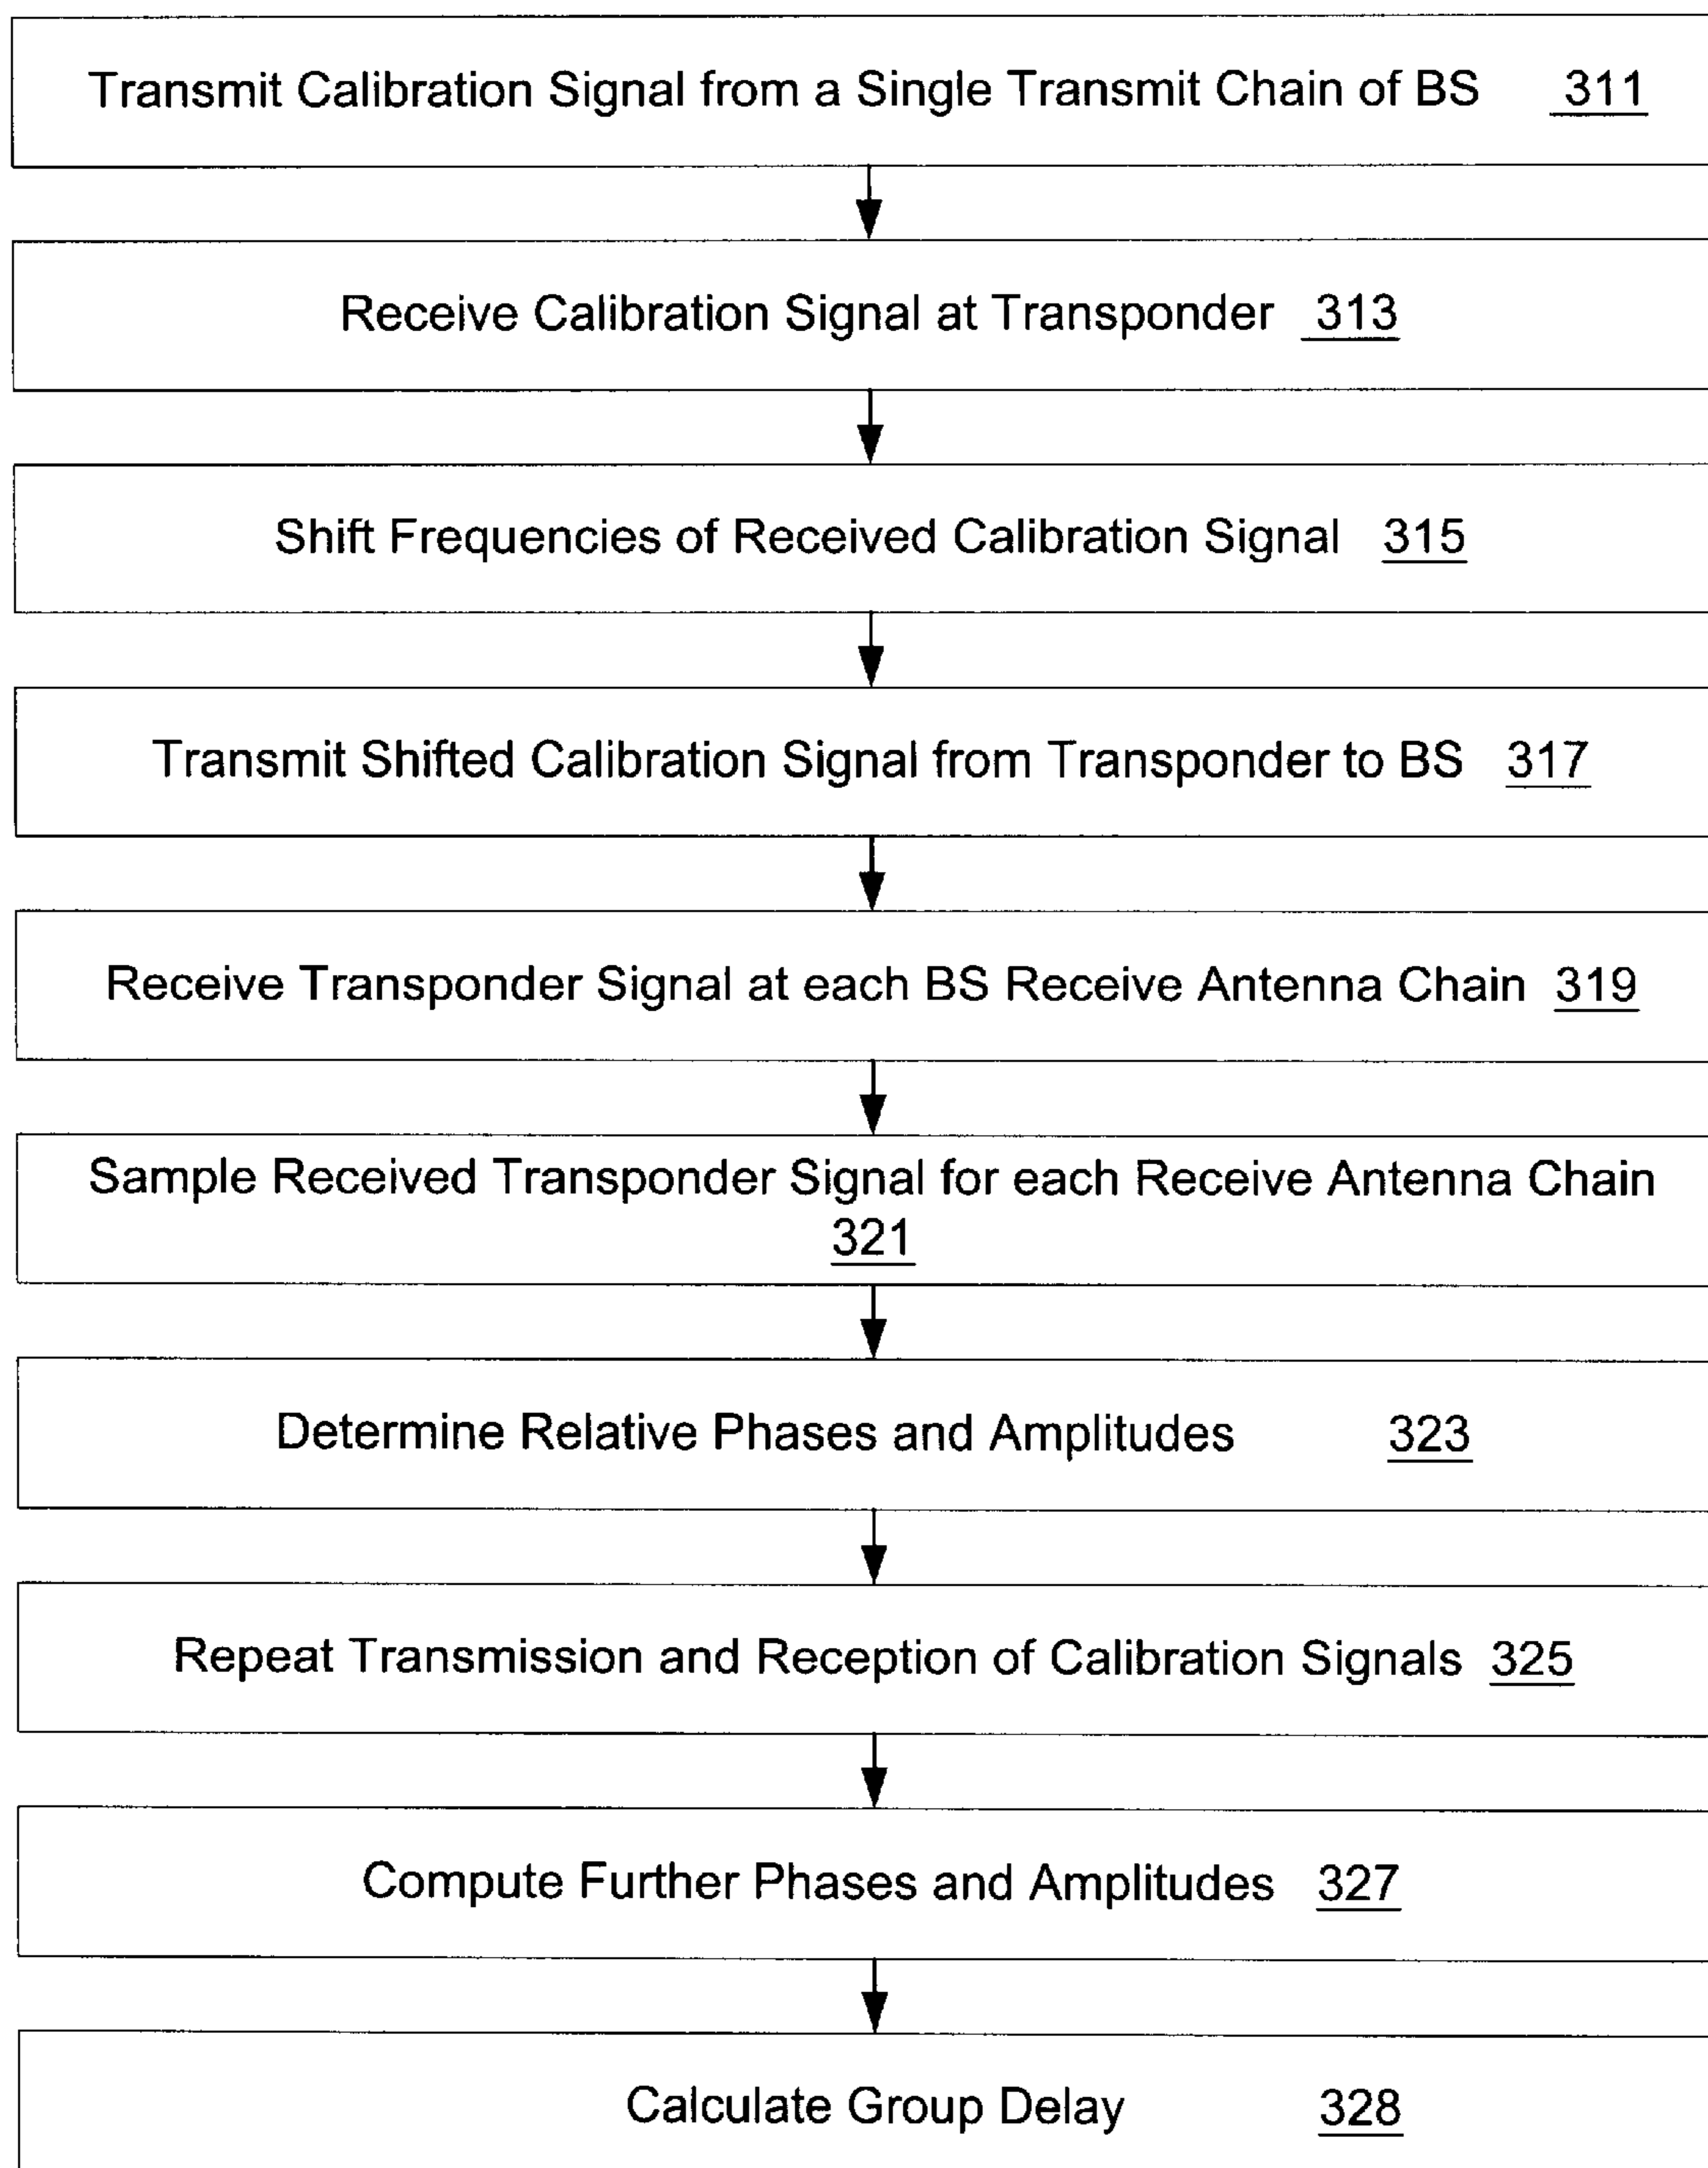 Transmit Calibration Signal from a Single Transmit Chain of BS 311
Receive Calibration Signal at Transponder 313
Shift Frequencies of Received Calibration Signal 315
Transmit Shifted Calibration Signal from Transponder to BS 317
Receive Transponder Signal at each BS Receive Antenna Chain 319
Sample Received Transponder Signal for each Receive Antenna Chain
321
Determine Relative Phases and Amplitudes 323
Repeat Transmission and Reception of Calibration Signals 325
Compute Further Phases and Amplitudes 327
Calculate Group Delay 328